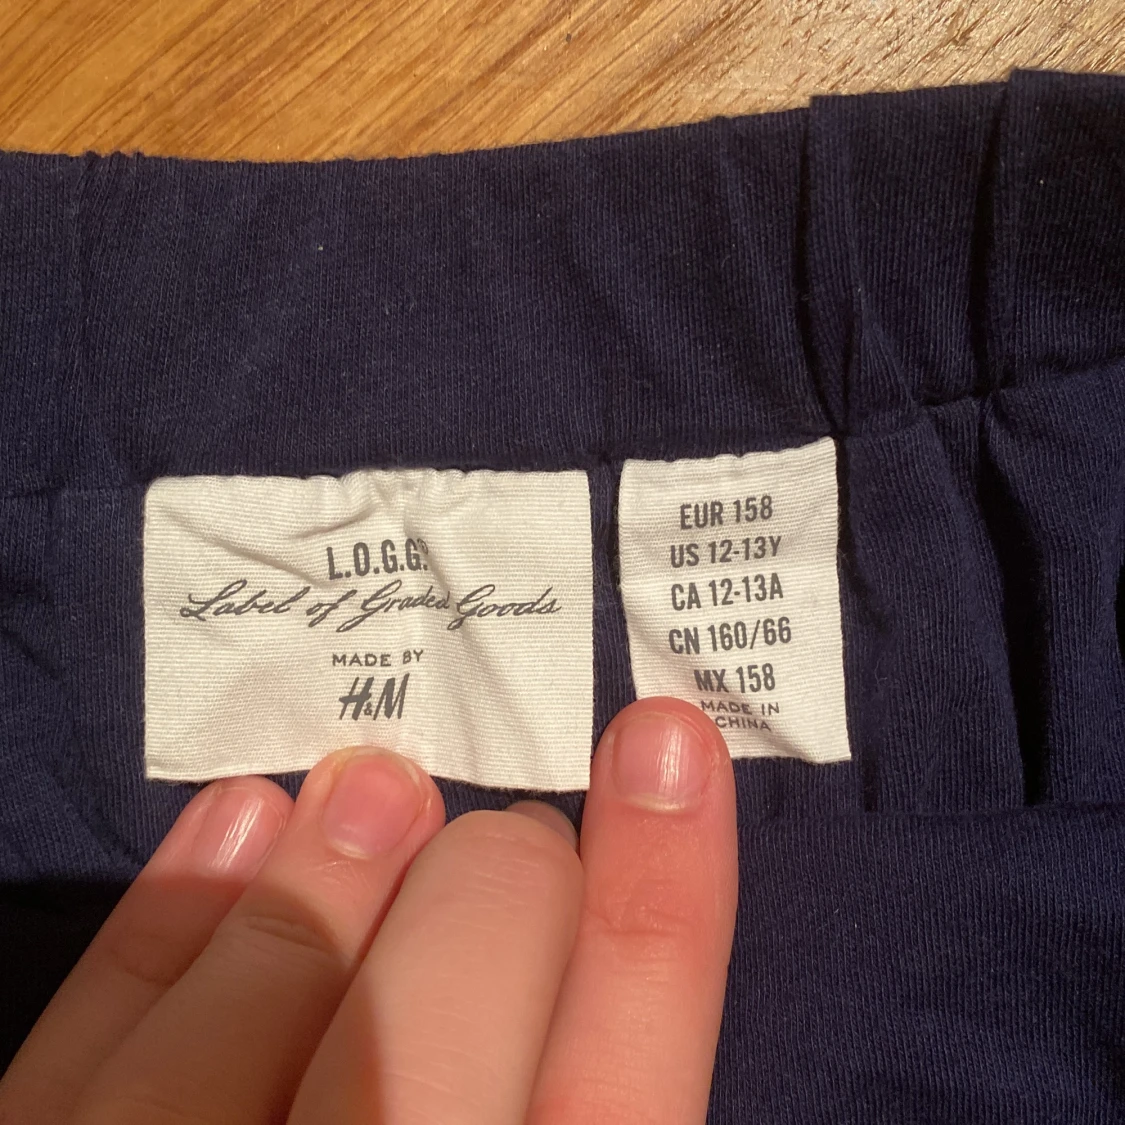 L.O.G.G.®
Label of Graded Goods
MADE BY
H&M
EUR 158
US 12-13Y
CA 12-13A
CN 160/66
MX 158
MADE IN
CHINA